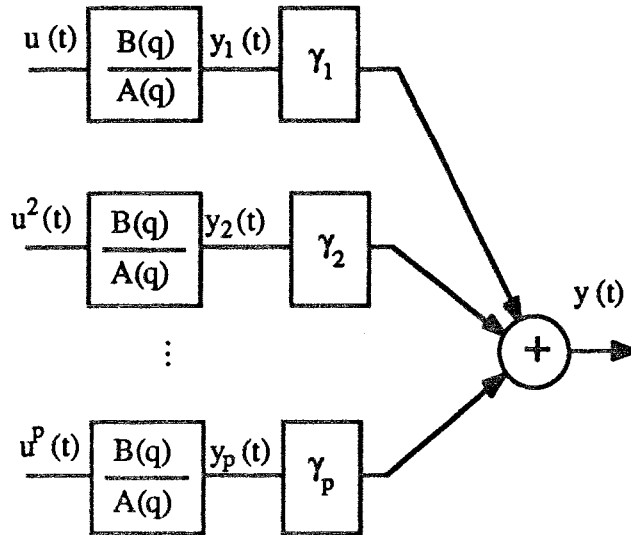 u (t) B(q) y₁ (t) γ₁
A(q)
u²(t) B(q) y₂(t) γ₂
A(q)
y (t)
+
⋮
uᵖ(t) B(q) yₚ(t) γₚ
A(q)